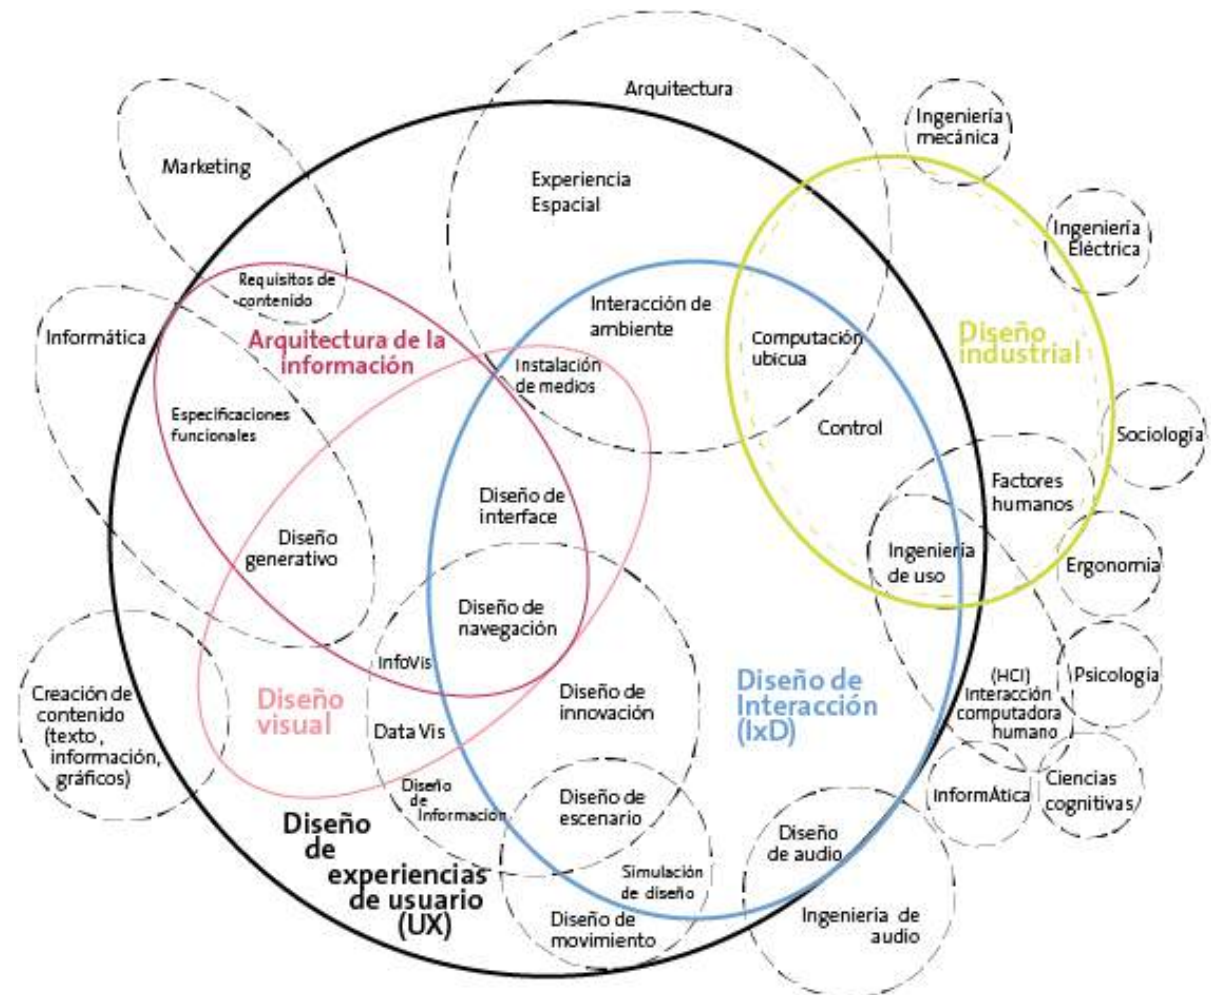 Arquitectura
Ingeniería
mecánica
Marketing
Experiencia
Espacial
Ingeniería
Eléctrica
Requisitos de
contenido
Interacción de
ambiente
Informática
Arquitectura de la
información
Computación
ubicua
Diseño
industrial
Instalación
de medios
Especificaciones
funcionales
Control
Sociología
Factores
humanos
Diseño de
interface
Diseño
generativo
Ingenieria
de uso
Ergonomia
Diseño de
navegación
InfoVis
(HCI)
Interacción
computadora
humano
Psicología
Creación de
contenido
(texto,
información,
gráficos)
Diseño
visual
Diseño de
innovación
Diseño de
Interacción
(IxD)
Data Vis
Diseño
de
Información
Diseño de
escenario
InformÁtica
Ciencias
cognitivas
Diseño
de
experiencias
de usuario
(UX)
Diseño
de audio
Simulación
de diseño
Diseño de
movimiento
Ingeniería de
audio